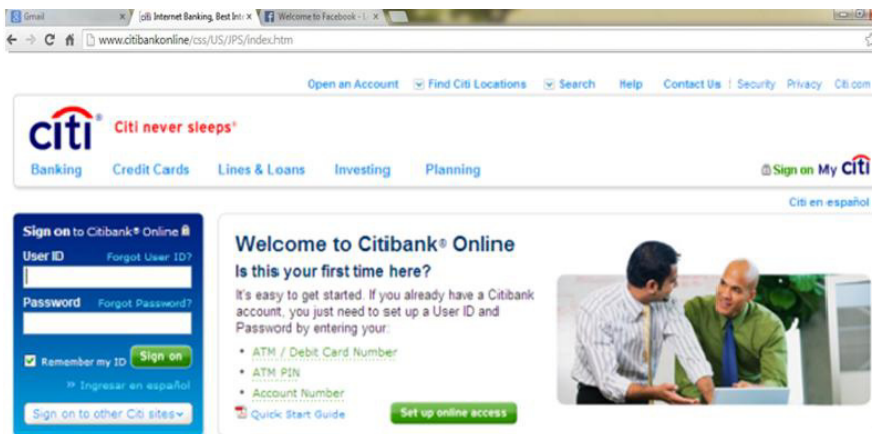 Gmail
Citi Internet Banking, Best Inte
Welcome to Facebook - L
www.citibankonline/css/US/JPS/index.htm
Open an Account Find Citi Locations Search Help Contact Us Security Privacy Citi.com
citi® Citi never sleeps®
Banking Credit Cards Lines & Loans Investing Planning Sign on My citi
Citi en español
Sign on to Citibank® Online
User ID Forgot User ID?
Password Forgot Password?
Remember my ID Sign on
» Ingresar en español
Sign on to other Citi sites
Welcome to Citibank® Online
Is this your first time here?
It's easy to get started. If you already have a Citibank
account, you just need to set up a User ID and
Password by entering your:
• ATM / Debit Card Number
• ATM PIN
• Account Number
Quick Start Guide Set up online access